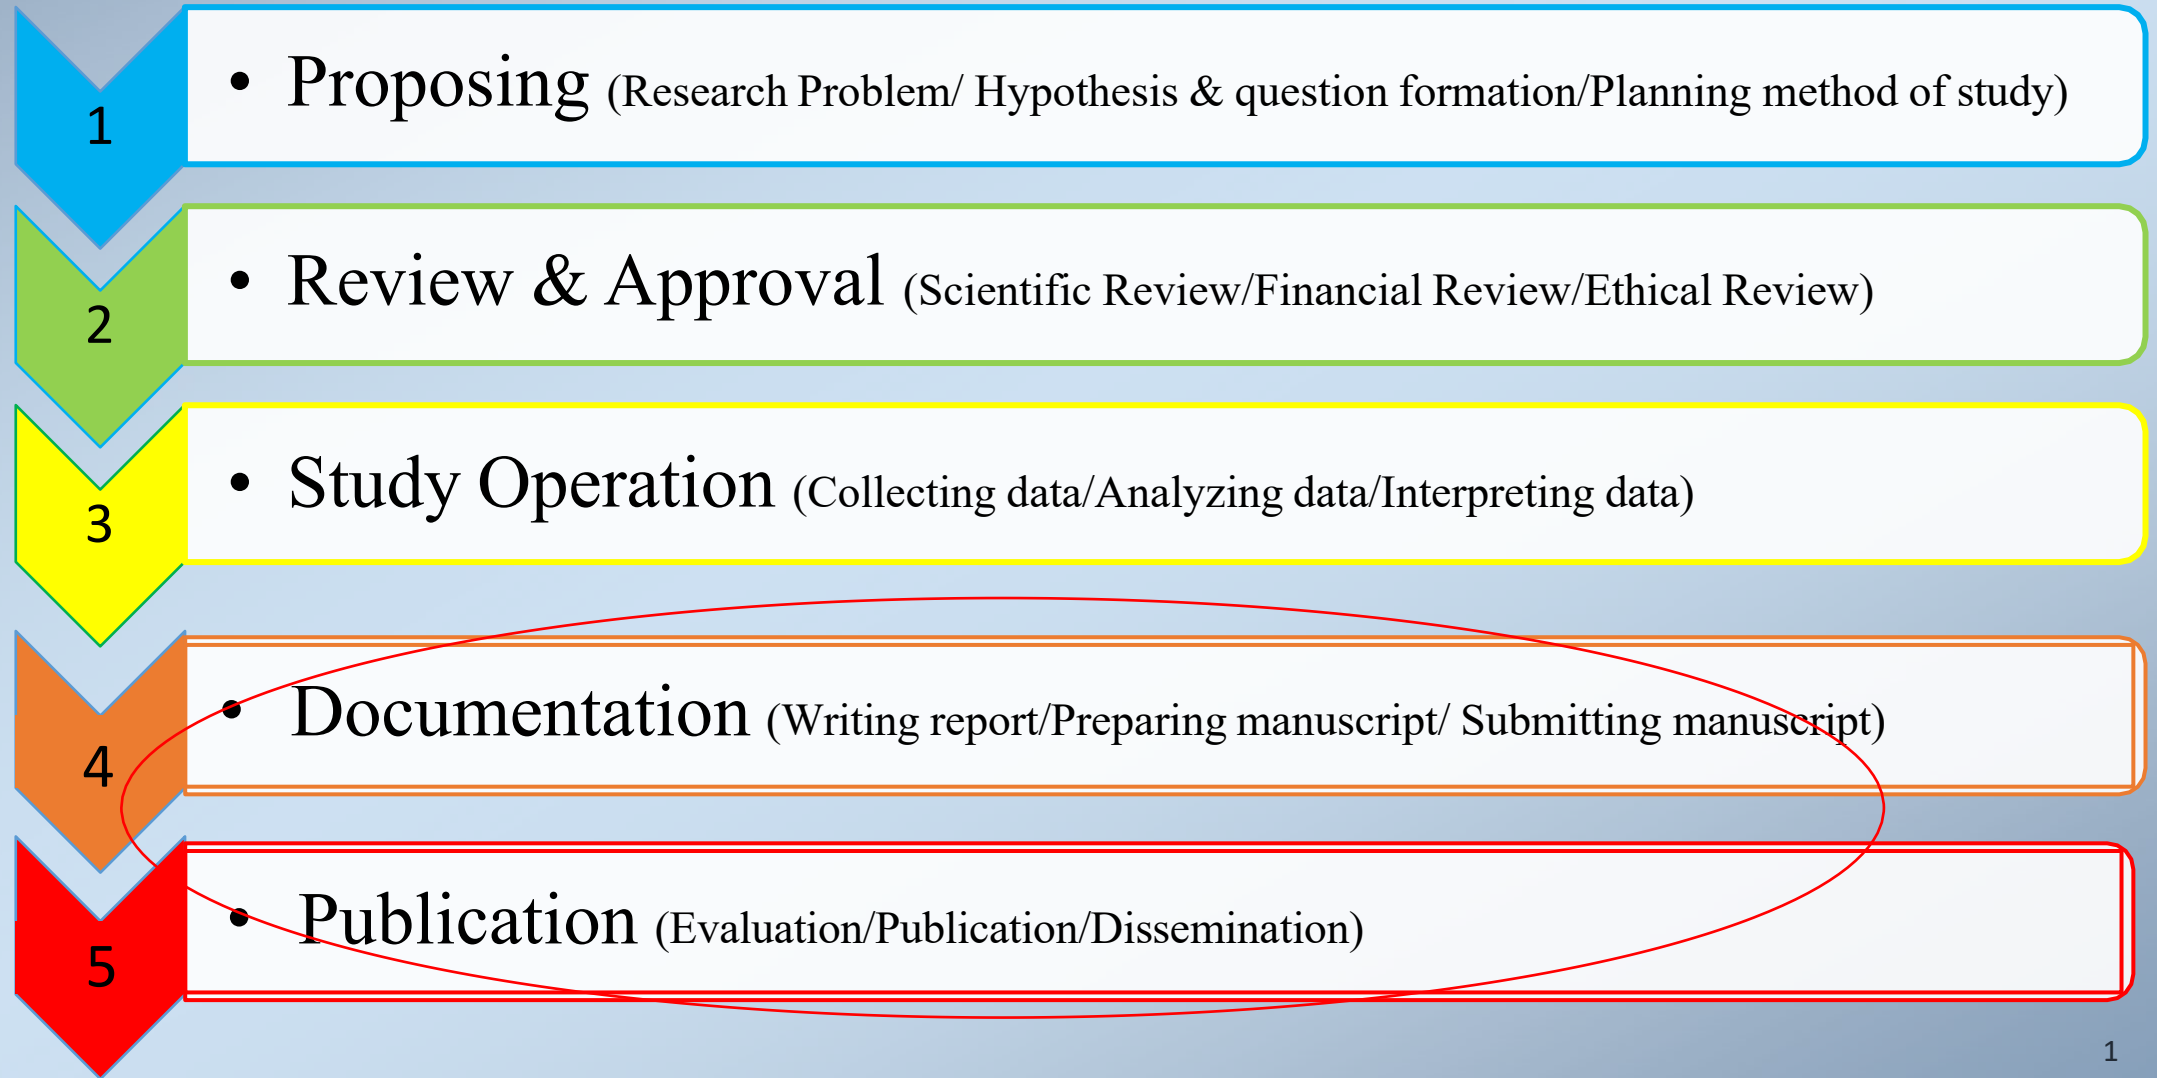 1
• Proposing (Research Problem/ Hypothesis & question formation/Planning method of study)
2
• Review & Approval (Scientific Review/Financial Review/Ethical Review)
3
• Study Operation (Collecting data/Analyzing data/Interpreting data)
4
• Documentation (Writing report/Preparing manuscript/ Submitting manuscript)
5
• Publication (Evaluation/Publication/Dissemination)
1